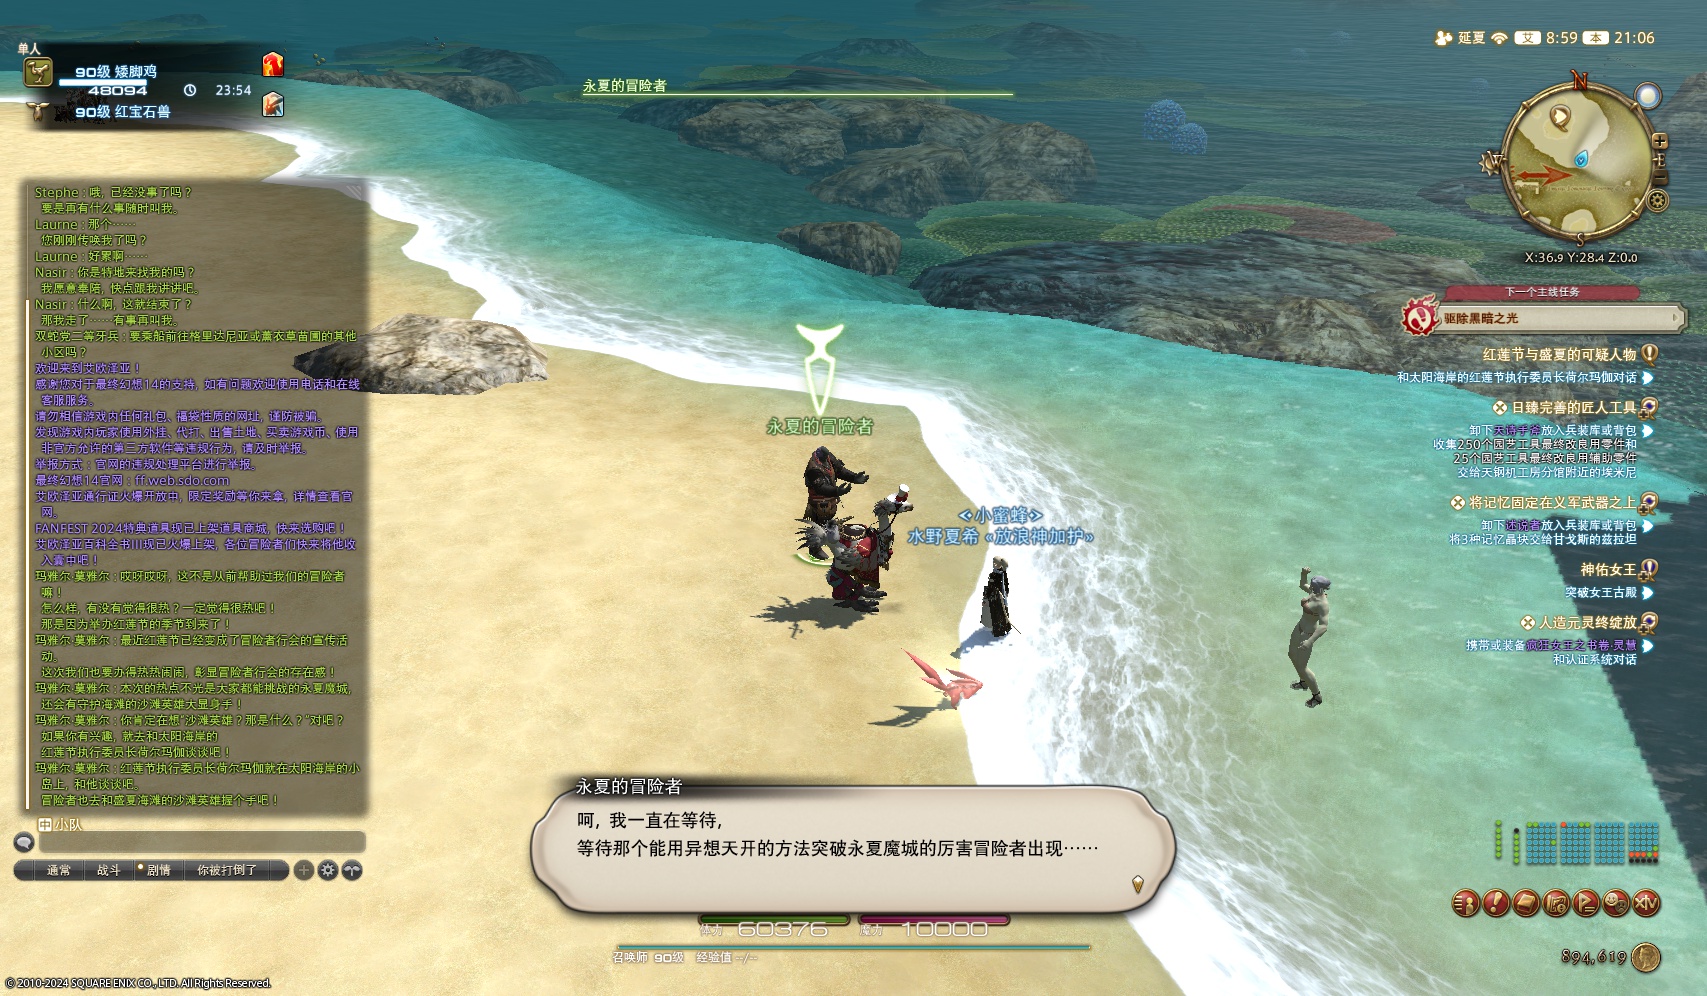 单人
90级 矮脚鸡
48094
23:54
90级 红宝石兽
永夏的冒险者
延夏 艾 8:59 本 21:06
N
W
E
S
X:36.9 Y:28.4 Z:0.0
下一个主线任务
驱除黑暗之光
红莲节与盛夏的可疑人物
和太阳海岸的红莲节执行委员长荷尔玛伽对话
日臻完善的匠人工具
收集250个园艺工具最终改良用零件和
25个园艺工具最终改良用辅助零件
交给天钢机工房分馆附近的埃米尼
将记忆固定在义军武器之上
卸下迷说者放入兵装库或背包
将3种记忆晶块交给甘戈斯的兹拉坦
神佑女王
突破女王古殿
人造元灵终绽放
携带或装备疯狂女王之书卷·灵慧
和认证系统对话
Stephe : 哦，已经没事了吗？
要是再有什么事随时叫我。
Laurne : 那个……
您刚刚传唤我了吗？
Laurne : 好累啊……
Nasir : 你是特地来找我的吗？
我愿意奉陪，快点跟我讲讲吧。
Nasir : 什么啊，这就结束了？
那我走了……有事再叫我。
双蛇党二等牙兵 : 要乘船前往格里达尼亚或薰衣草苗圃的其他
小区吗？
欢迎来到艾欧泽亚！
感谢您对于最终幻想14的支持，如有问题欢迎使用电话和在线
客服服务。
请勿相信游戏内任何礼包、福袋性质的网址，谨防被骗。
发现游戏内玩家使用外挂、代打、出售土地、买卖游戏币、使用
非官方允许的第三方软件等违规行为，请及时举报。
举报方式：官网的违规处理平台进行举报。
最终幻想14官网：ff.web.sdo.com
艾欧泽亚通行证火爆开放中，限定奖励等你来拿，详情查看官
网。
FANFEST 2024特典道具现已上架道具商城，快来选购吧！
艾欧泽亚百科全书III现已火爆上架，各位冒险者们快来将他收
入囊中吧！
玛雅尔·莫雅尔 : 哎呀哎呀，这不是从前帮助过我们的冒险者
嘛！
怎么样，有没有觉得很热？一定觉得很热吧！
那是因为举办红莲节的季节到来了！
玛雅尔·莫雅尔 : 最近红莲节已经变成了冒险者行会的宣传活
动。
这次我们也要办得热热闹闹，彰显冒险者行会的存在感！
玛雅尔·莫雅尔 : 本次的热点不光是大家都能挑战的永夏魔城，
还会有守护海滩的沙滩英雄大显身手！
玛雅尔·莫雅尔 : 你肯定在想“沙滩英雄？那是什么？”对吧？
如果你有兴趣，就去和太阳海岸的
红莲节执行委员长荷尔玛伽谈谈吧！
玛雅尔·莫雅尔 : 红莲节执行委员长荷尔玛伽就在太阳海岸的小
岛上，和他谈谈吧。
冒险者也去和盛夏海滩的沙滩英雄握个手吧！
中 小队
通常 战斗 剧情 你被打倒了
永夏的冒险者
«小蜜蜂»
水野夏希 «放浪神加护»
永夏的冒险者
呵，我一直在等待，
等待那个能用异想天开的方法突破永夏魔城的厉害冒险者出现……
体力 60376 魔力 10000
召唤师 90级 经验值 --/--
XIV
894,619
© 2010-2024 SQUARE ENIX CO., LTD. All Rights Reserved.